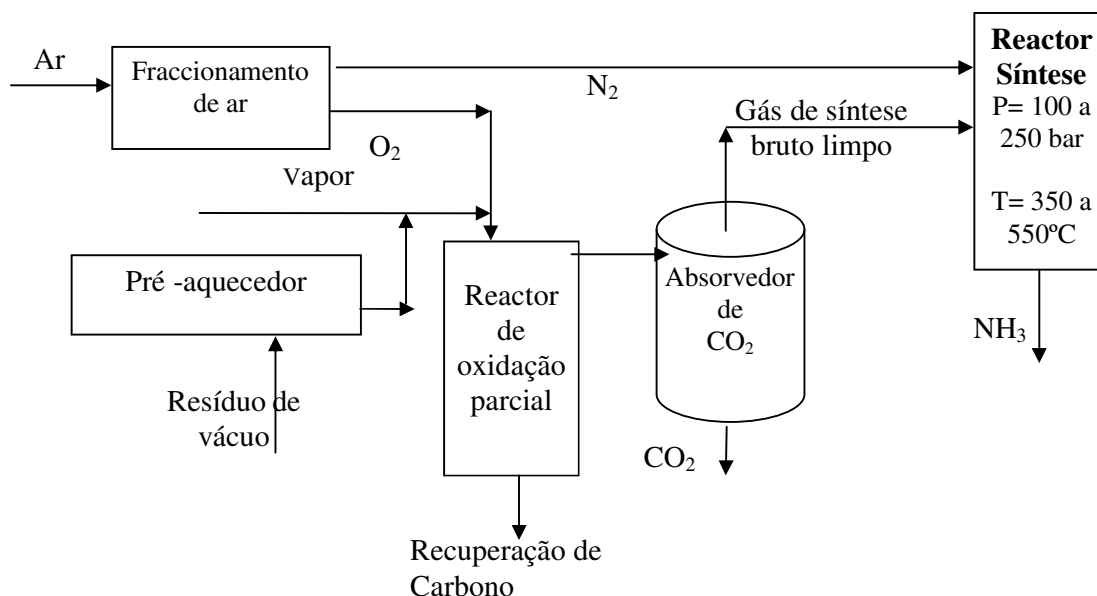 Ar
Fraccionamento
de ar
N₂
O₂
Vapor
Pré -aquecedor
Resíduo de
vácuo
Reactor
de
oxidação
parcial
Recuperação de
Carbono
Absorvedor
de
CO₂
CO₂
Gás de síntese
bruto limpo
Reactor
Síntese
P= 100 a
250 bar
T= 350 a
550ºC
NH₃